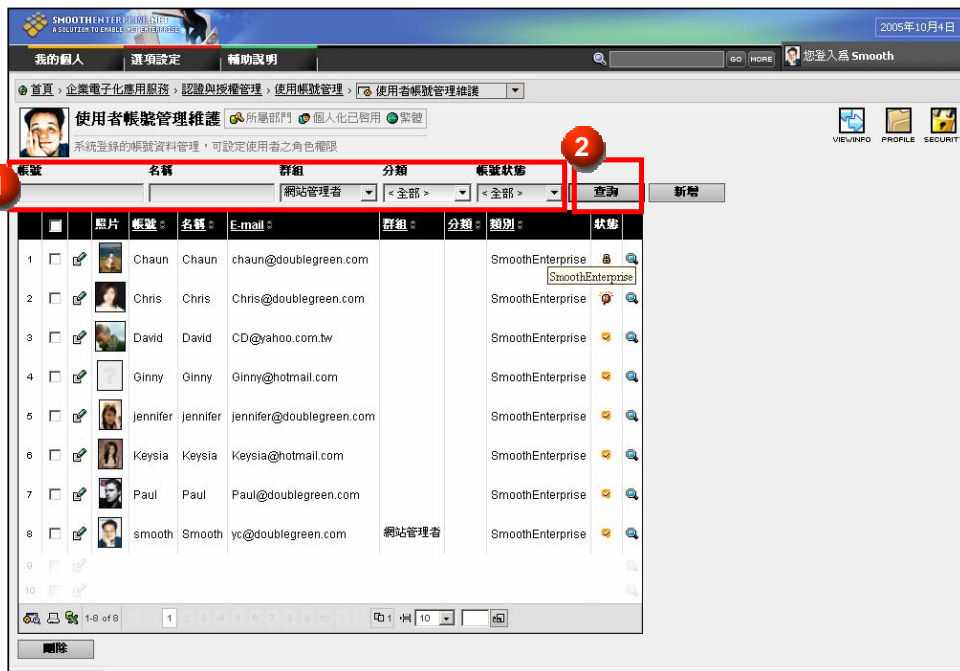 SMOOTHENTERPRISE.NET
A SOLUTION TO ENABLE .NET ENTERPRISE
2005年10月4日
我的個人 選項設定 輔助說明
GO MORE 您登入為 Smooth
首頁 > 企業電子化應用服務 > 認證與授權管理 > 使用帳號管理 > 使用者帳號管理維護
使用者帳號管理維護 所屬部門 個人化已啓用 繁體
系統登錄的帳號資料管理，可設定使用者之角色權限
VIEWINFO PROFILE SECURIT
2
帳號 名稱 群組 分類 帳號狀態
1
網站管理者 <全部> <全部> 查詢 新增
照片 帳號 名稱 E-mail 群組 分類 類別 狀態
1 Chaun Chaun chaun@doublegreen.com SmoothEnterprise
SmoothEnterprise
2 Chris Chris Chris@doublegreen.com SmoothEnterprise
3 David David CD@yahoo.com.tw SmoothEnterprise
4 Ginny Ginny Ginny@hotmail.com SmoothEnterprise
5 jennifer jennifer jennifer@doublegreen.com SmoothEnterprise
6 Keysia Keysia Keysia@hotmail.com SmoothEnterprise
7 Paul Paul Paul@doublegreen.com SmoothEnterprise
8 smooth Smooth yc@doublegreen.com 網站管理者 SmoothEnterprise
9
10
1-8 of 8 1 2 3 4 5 6 7 8 9 10 1 10
刪除